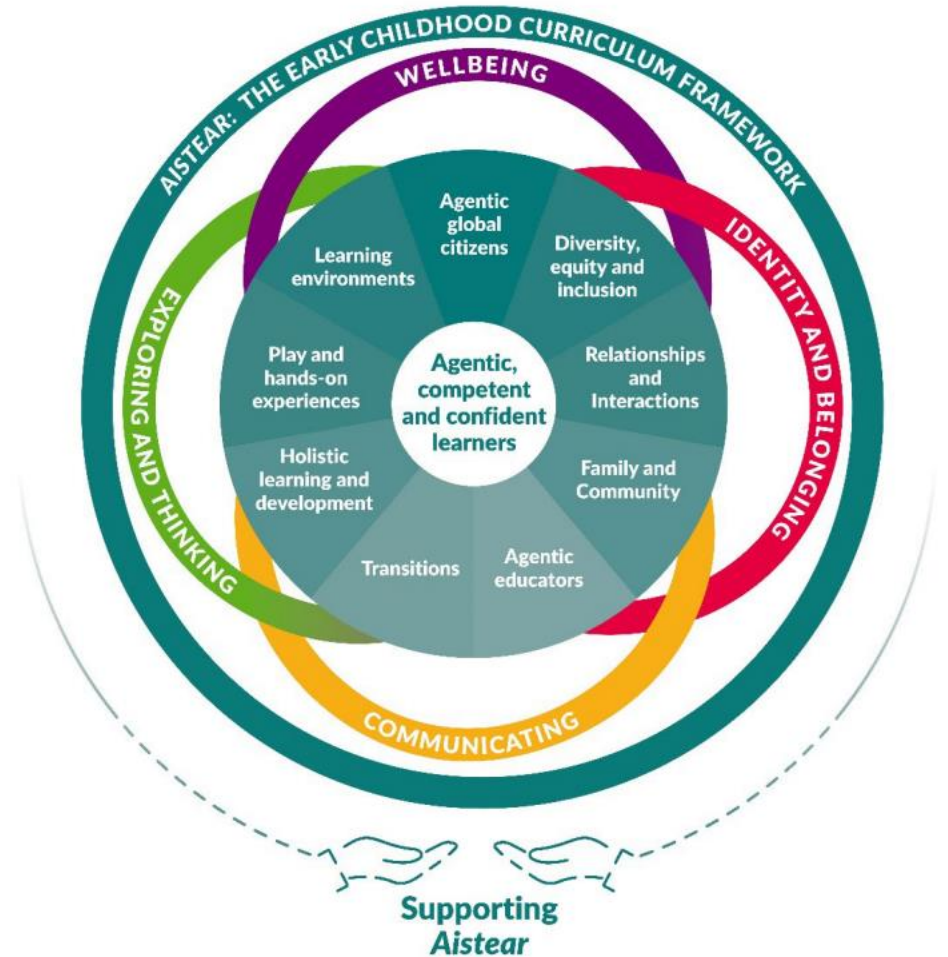 AISTEAR: THE EARLY CHILDHOOD CURRICULUM FRAMEWORK
WELLBEING
IDENTITY AND BELONGING
COMMUNICATING
EXPLORING AND THINKING
Agentic
global
citizens
Diversity,
equity and
inclusion
Relationships
and
Interactions
Family and
Community
Agentic
educators
Transitions
Holistic
learning and
development
Play and
hands-on
experiences
Learning
environments
Agentic,
competent
and confident
learners
Supporting
Aistear